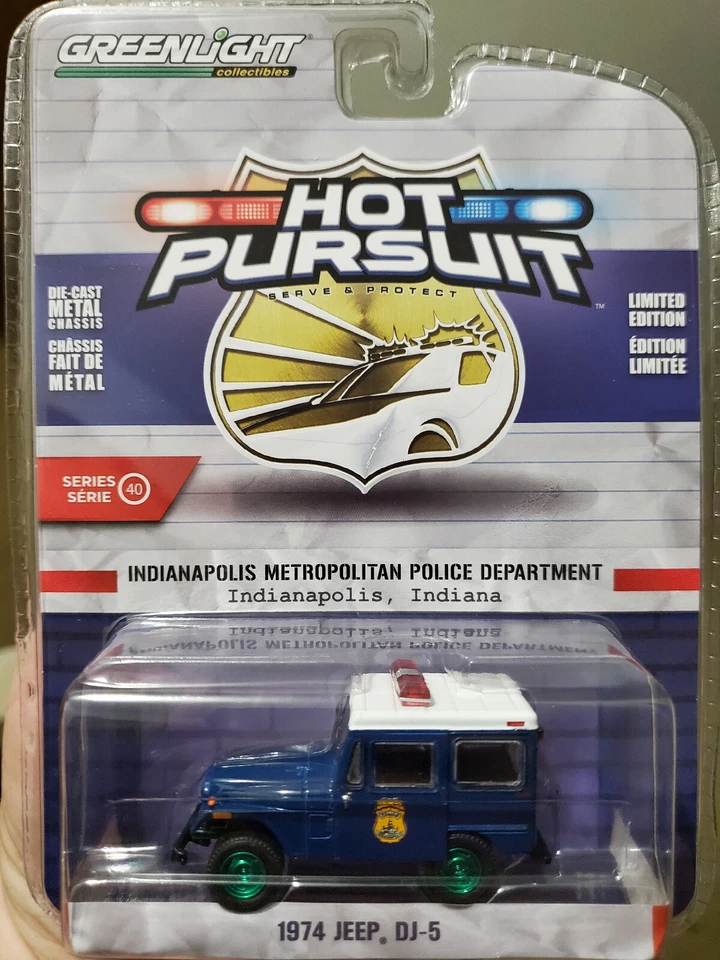 GREENLiGHT®
collectibles
HOT
PURSUIT™
SERVE & PROTECT
DIE-CAST
METAL
CHASSIS
CHÂSSIS
FAIT DE
MÉTAL
LIMITED
EDITION
ÉDITION
LIMITÉE
SERIES
SÉRIE 40
INDIANAPOLIS METROPOLITAN POLICE DEPARTMENT
Indianapolis, Indiana
1974 JEEP® DJ-5